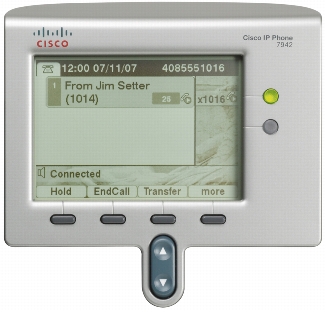 CISCO
Cisco IP Phone
7942
12:00 07/11/07 4085551016
1 From Jim Setter
(1014) 26 x1016
Connected
Hold EndCall Transfer more